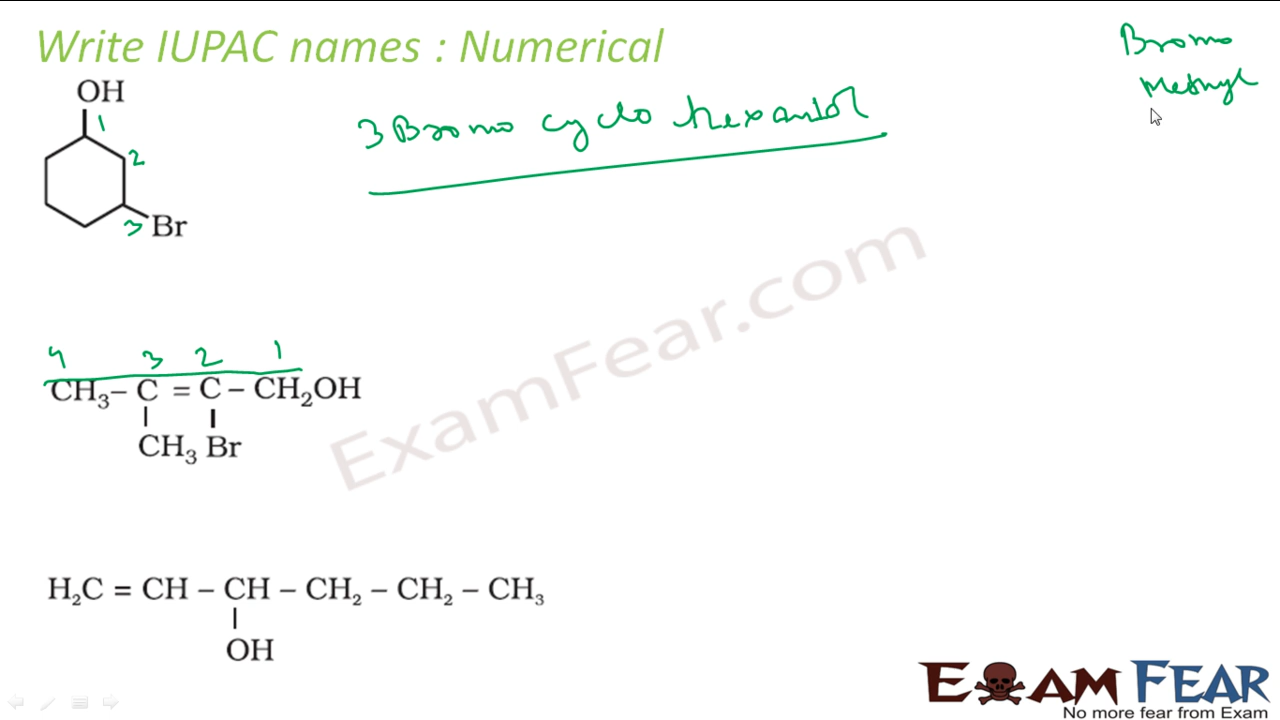 Write IUPAC names : Numerical
Bromo
Methyl
OH
1
2
3
Br
3 Bromo cyclo hexanol
4 3 2 1
CH₃– C = C – CH₂OH
CH₃ Br
H₂C = CH – CH – CH₂ – CH₂ – CH₃
OH
ExamFear.com
EXAM FEAR
No more fear from Exam